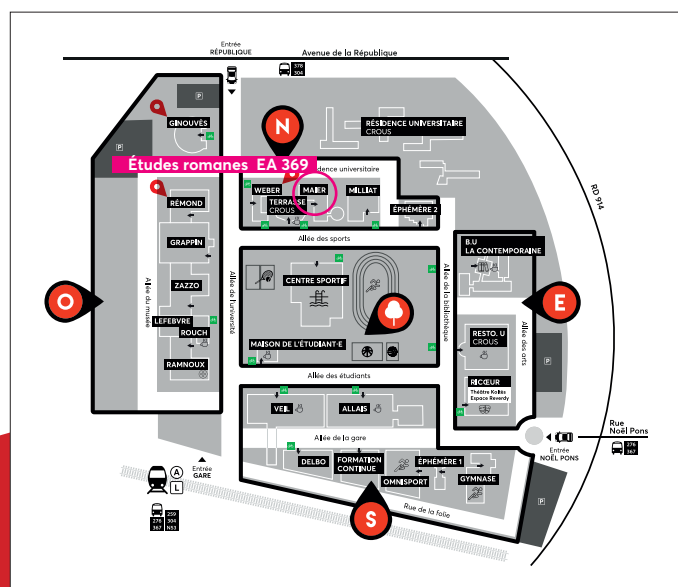 Entrée
RÉPUBLIQUE
Avenue de la République
378
304
P
GINOUVÈS
P
N
RÉSIDENCE UNIVERSITAIRE
CROUS
Études romanes EA 369
dence universitaire
WEBER
MAIER
MILLIAT
RÉMOND
TERRASSE
CROUS
ÉPHÉMÈRE 2
RD 914
GRAPPIN
Allée des sports
B.U
LA CONTEMPORAINE
Allée du musée
Allée de l'université
Allée de la bibliothèque
ZAZZO
CENTRE SPORTIF
O
E
LEFEBVRE
ROUCH
RESTO. U
CROUS
Allée des arts
MAISON DE L'ÉTUDIANT·E
RAMNOUX
P
Allée des étudiants
RICŒUR
Théâtre Koltès
Espace Reverdy
VEIL
ALLAIS
Rue
Noël Pons
Allée de la gare
276
367
Entrée
NOËL PONS
Entrée
GARE
DELBO
FORMATION
CONTINUE
ÉPHÉMÈRE 1
OMNISPORT
GYMNASE
A
L
P
Rue de la folie
S
276
367
259
304
N53